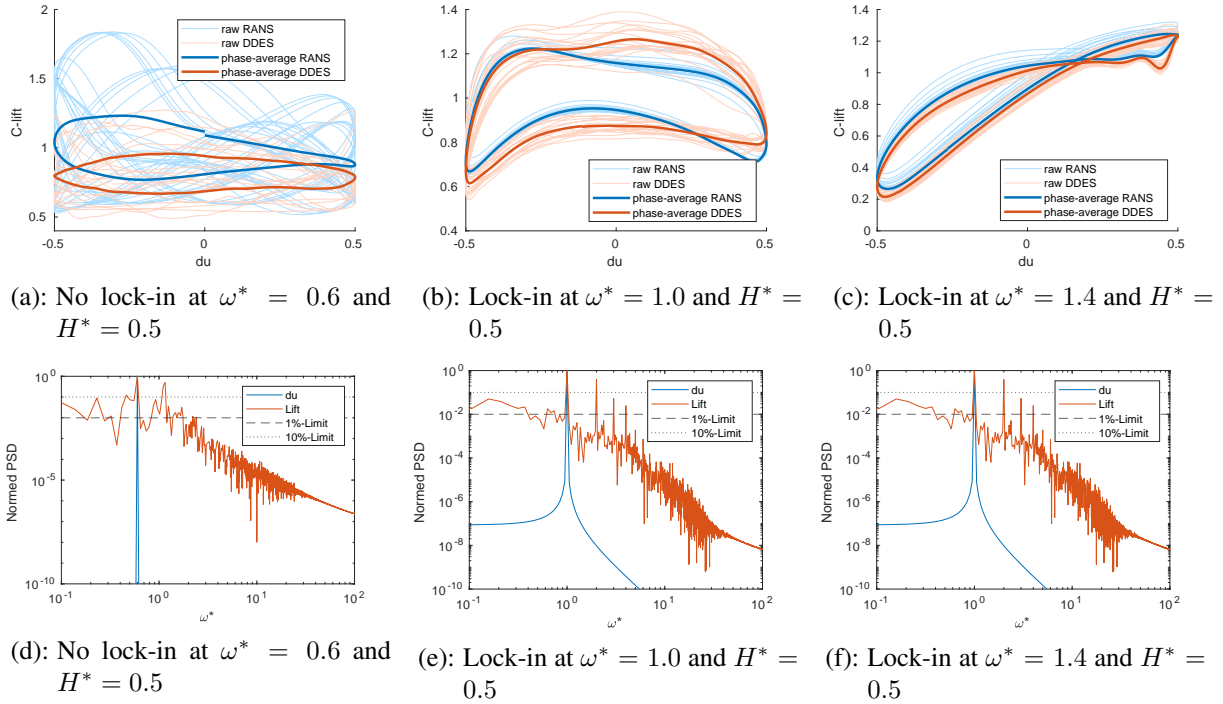 2
1.5
1
0.5
C-lift
-0.5
0
0.5
du
raw RANS
raw DDES
phase-average RANS
phase-average DDES
(a): No lock-in at ω* = 0.6 and
H* = 0.5
1.4
1.2
1
0.8
0.6
0.4
C-lift
-0.5
0
0.5
du
raw RANS
raw DDES
phase-average RANS
phase-average DDES
(b): Lock-in at ω* = 1.0 and H* =
0.5
1.4
1.2
1
0.8
0.6
0.4
0.2
0
C-lift
-0.5
0
0.5
du
raw RANS
raw DDES
phase-average RANS
phase-average DDES
(c): Lock-in at ω* = 1.4 and H* =
0.5
10^0
10^-5
10^-10
Normed PSD
10^-1
10^0
10^1
10^2
ω*
du
Lift
1%-Limit
10%-Limit
(d): No lock-in at ω* = 0.6 and
H* = 0.5
10^0
10^-2
10^-4
10^-6
10^-8
10^-10
Normed PSD
10^-1
10^0
10^1
10^2
ω*
du
Lift
1%-Limit
10%-Limit
(e): Lock-in at ω* = 1.0 and H* =
0.5
10^0
10^-2
10^-4
10^-6
10^-8
10^-10
Normed PSD
10^-1
10^0
10^1
10^2
ω*
du
Lift
1%-Limit
10%-Limit
(f): Lock-in at ω* = 1.4 and H* =
0.5